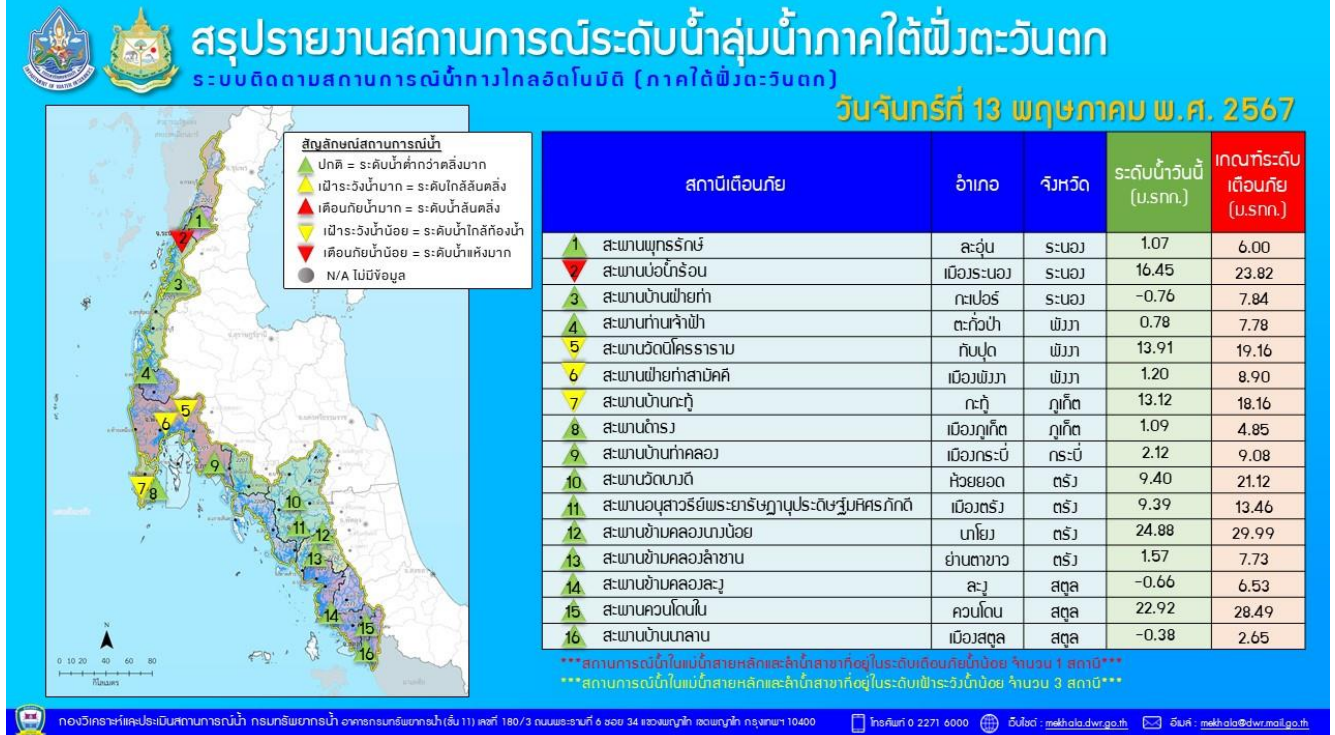 สรุปรายงานสถานการณ์ระดับน้ำลุ่มน้ำภาคใต้ฝั่งตะวันตก
ระบบติดตามสถานการณ์น้ำทางไกลอัตโนมัติ (ภาคใต้ฝั่งตะวันตก)
วันจันทร์ที่ 13 พฤษภาคม พ.ศ. 2567
สัญลักษณ์สถานการณ์น้ำ
ปกติ = ระดับน้ำต่ำกว่าตลิ่งมาก
เฝ้าระวังน้ำมาก = ระดับใกล้ล้นตลิ่ง
เตือนภัยน้ำมาก = ระดับน้ำล้นตลิ่ง
เฝ้าระวังน้ำน้อย = ระดับน้ำใกล้ท้องน้ำ
เตือนภัยน้ำน้อย = ระดับน้ำแห้งมาก
N/A ไม่มีข้อมูล
1
2
3
4
5
6
7
8
9
10
11
12
13
14
15
16
N
0 10 20 40 60 80
กิโลเมตร
สถานีเตือนภัย อำเภอ จังหวัด ระดับน้ำวันนี้ (ม.รทก.) เกณฑ์ระดับเตือนภัย (ม.รทก.)
1 สะพานพุทธรักษ์ ละอุ่น ระนอง 1.07 6.00
2 สะพานบ่อน้ำร้อน เมืองระนอง ระนอง 16.45 23.82
3 สะพานบ้านฝ่ายท่า กะเปอร์ ระนอง -0.76 7.84
4 สะพานท่านเจ้าฟ้า ตะกั่วป่า พังงา 0.78 7.78
5 สะพานวัดนิโครธาราม ทับปุด พังงา 13.91 19.16
6 สะพานฝ่ายท่าสามัคคี เมืองพังงา พังงา 1.20 8.90
7 สะพานบ้านกะทู้ กะทู้ ภูเก็ต 13.12 18.16
8 สะพานดำรง เมืองภูเก็ต ภูเก็ต 1.09 4.85
9 สะพานบ้านท่าคลอง เมืองกระบี่ กระบี่ 2.12 9.08
10 สะพานวัดบางดี ห้วยยอด ตรัง 9.40 21.12
11 สะพานอนุสาวรีย์พระยารัษฎานุประดิษฐ์มหิศรภักดี เมืองตรัง ตรัง 9.39 13.46
12 สะพานข้ามคลองนางน้อย นาโยง ตรัง 24.88 29.99
13 สะพานข้ามคลองลำชาน ย่านตาขาว ตรัง 1.57 7.73
14 สะพานข้ามคลองละงู ละงู สตูล -0.66 6.53
15 สะพานควนโดนใน ควนโดน สตูล 22.92 28.49
16 สะพานบ้านนาลาน เมืองสตูล สตูล -0.38 2.65
***สถานการณ์น้ำในแม่น้ำสายหลักและลำน้ำสาขาที่อยู่ในระดับเตือนภัยน้ำน้อย จำนวน 1 สถานี***
***สถานการณ์น้ำในแม่น้ำสายหลักและลำน้ำสาขาที่อยู่ในระดับเฝ้าระวังน้ำน้อย จำนวน 3 สถานี***
กองวิเคราะห์และประเมินสถานการณ์น้ำ กรมทรัพยากรน้ำ อาคารกรมทรัพยากรน้ำ (ชั้น 11) เลขที่ 180/3 ถนนพระรามที่ 6 ซอย 34 แขวงพญาไท เขตพญาไท กรุงเทพฯ 10400 โทรศัพท์ 0 2271 6000 เว็บไซต์ : mekhala.dwr.go.th อีเมล์ : mekhala@dwr.mail.go.th